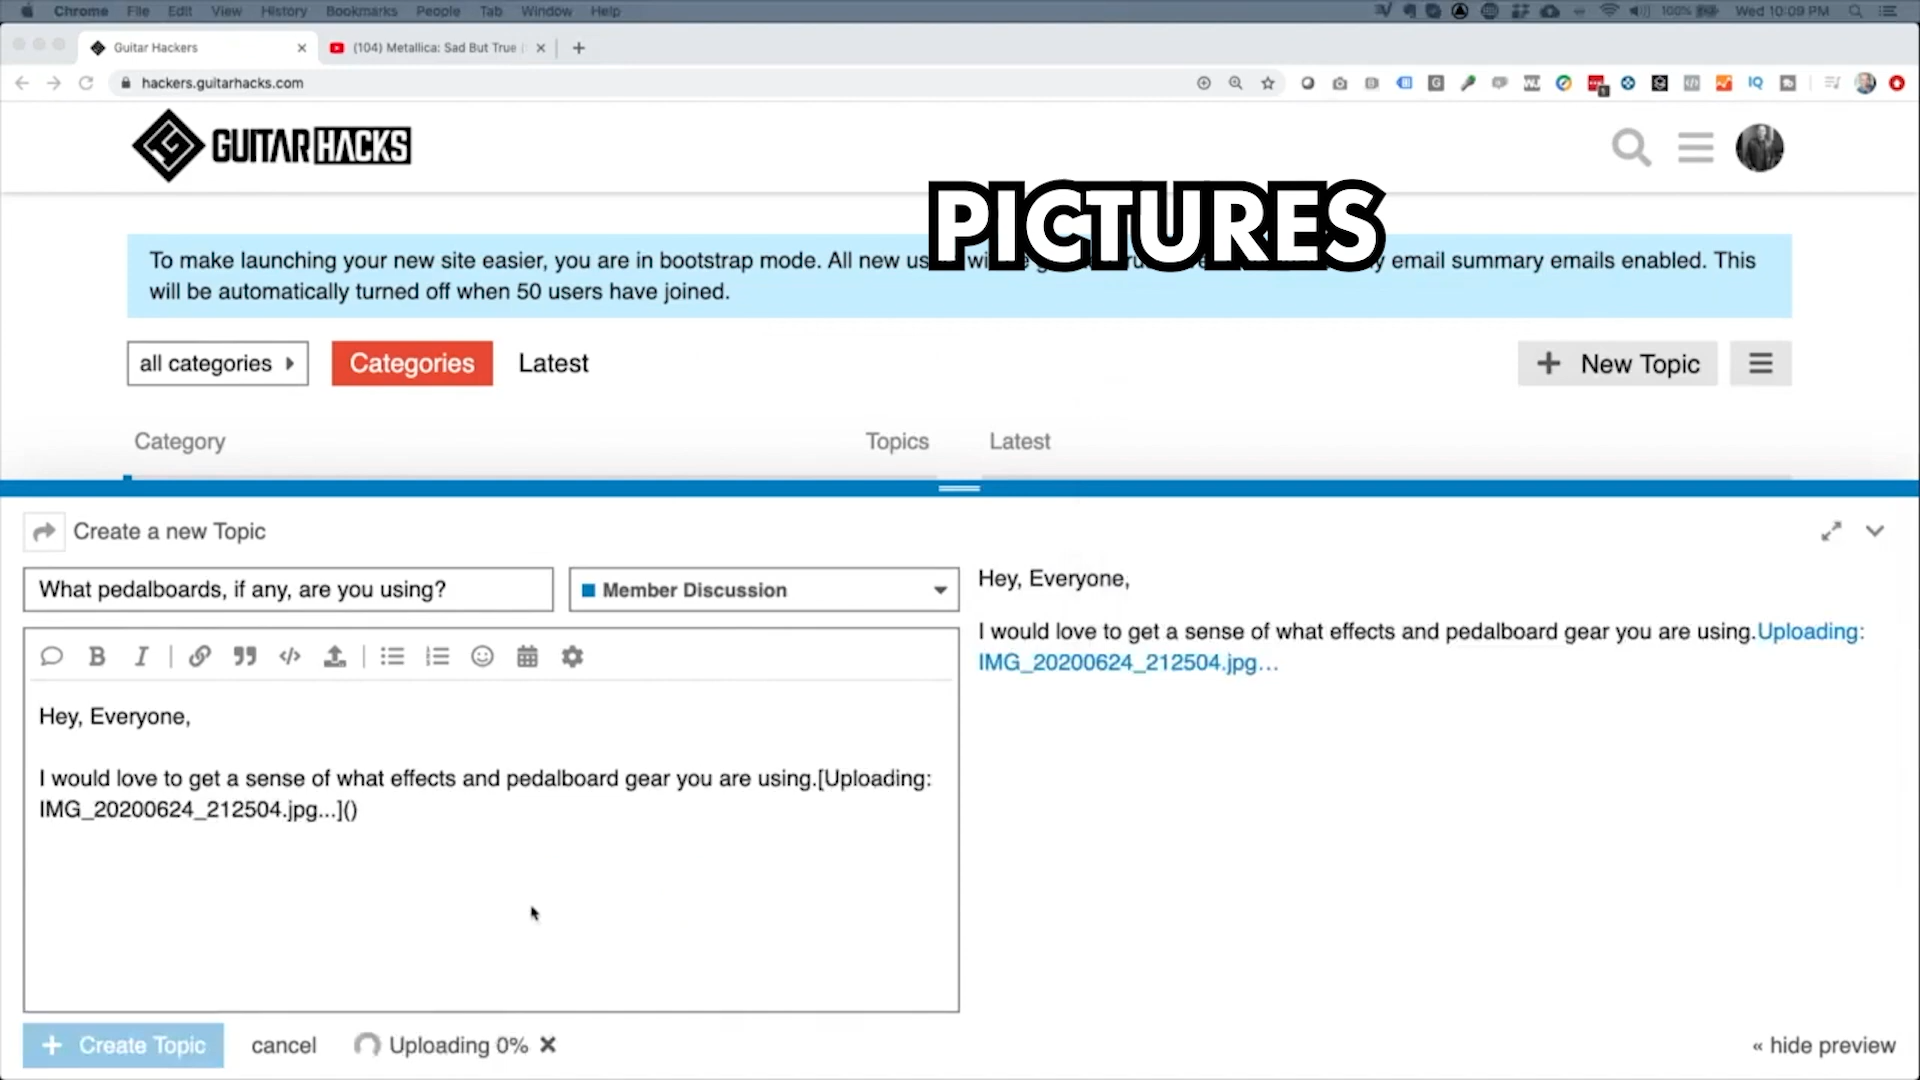 Chrome File Edit View History Bookmarks People Tab Window Help 100% Wed 10:09 PM
Guitar Hackers (104) Metallica: Sad But True
hackers.guitarhacks.com
GUITAR HACKS
PICTURES
To make launching your new site easier, you are in bootstrap mode. All new email summary emails enabled. This
will be automatically turned off when 50 users have joined.
all categories Categories Latest + New Topic
Category Topics Latest
Create a new Topic
What pedalboards, if any, are you using? Member Discussion
Hey, Everyone,
I would love to get a sense of what effects and pedalboard gear you are using.[Uploading:
IMG_20200624_212504.jpg...]()
Hey, Everyone,
I would love to get a sense of what effects and pedalboard gear you are using.Uploading:
IMG_20200624_212504.jpg...
+ Create Topic cancel Uploading 0% ✕ « hide preview